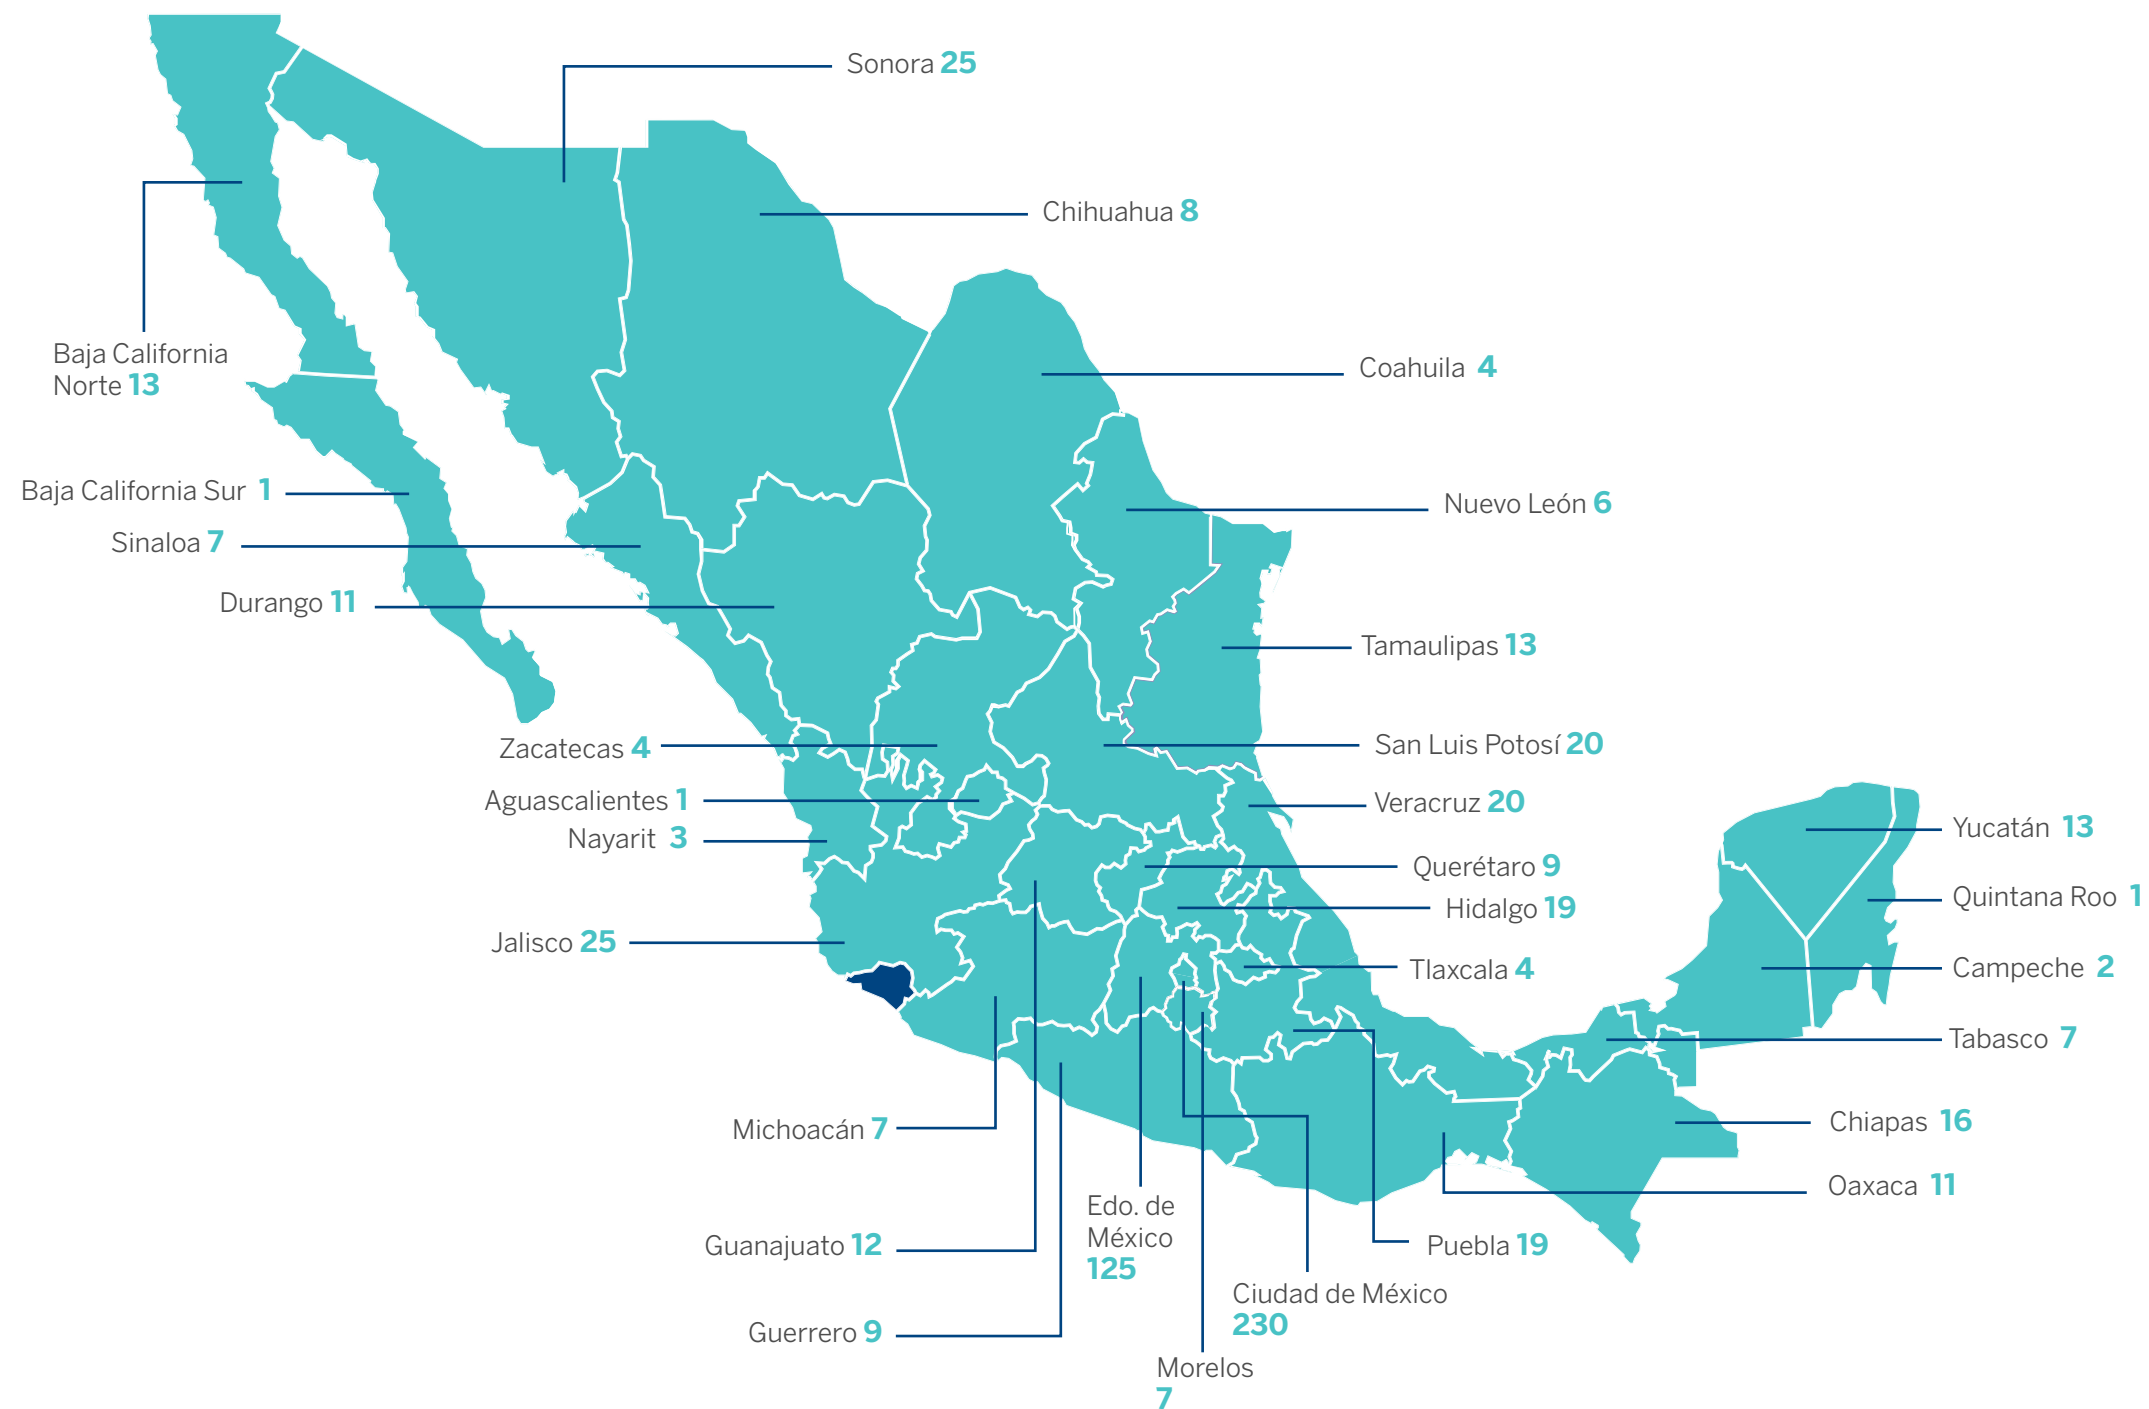 Sonora 25
Chihuahua 8
Baja California
Norte 13
Coahuila 4
Baja California Sur 1
Nuevo León 6
Sinaloa 7
Durango 11
Tamaulipas 13
Zacatecas 4
San Luis Potosí 20
Aguascalientes 1
Veracruz 20
Nayarit 3
Yucatán 13
Querétaro 9
Quintana Roo 1
Hidalgo 19
Jalisco 25
Tlaxcala 4
Campeche 2
Tabasco 7
Michoacán 7
Chiapas 16
Oaxaca 11
Edo. de
México
125
Guanajuato 12
Puebla 19
Ciudad de México
230
Guerrero 9
Morelos
7